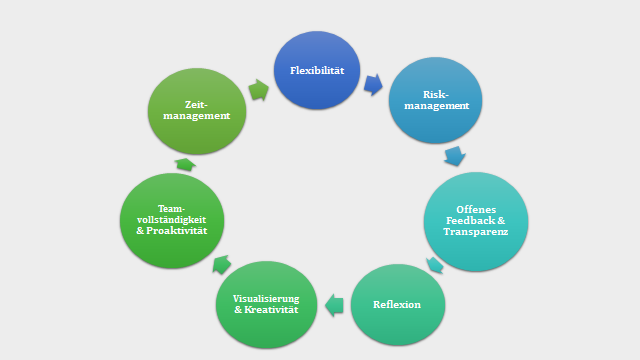 Flexibilität
Risk-
management
Offenes
Feedback &
Transparenz
Reflexion
Visualisierung
& Kreativität
Team-
vollständigkeit
& Proaktivität
Zeit-
management